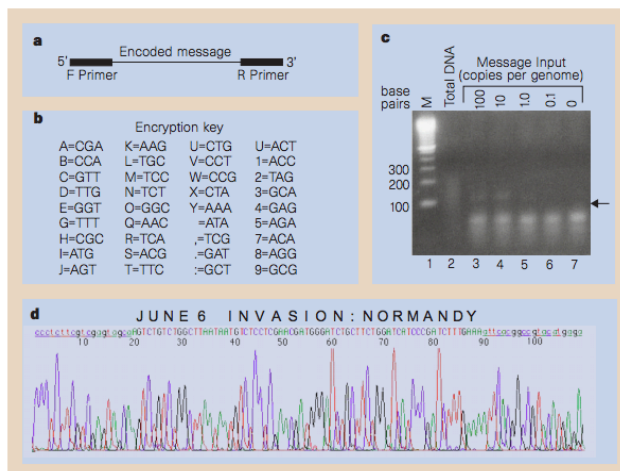 a
5' Encoded message 3'
F Primer R Primer
b
Encryption key
A=CGA K=AAG U=CTG U=ACT
B=CCA L=TGC V=CCT 1=ACC
C=GTT M=TCC W=CCG 2=TAG
D=TTG N=TCT X=CTA 3=GCA
E=GGT O=GGC Y=AAA 4=GAG
G=TTT Q=AAC =ATA 5=AGA
H=CGC R=TCA ,=TCG 7=ACA
I=ATG S=ACG .=GAT 8=AGG
J=AGT T=TTC :=GCT 9=GCG
c
Message Input
(copies per genome)
base pairs M Total DNA 100 10 1.0 0.1 0
300
200
100
1 2 3 4 5 6 7
d
JUNE 6 INVASION: NORMANDY
ccctcttcgtcgagtagcaAGTCTGTCTGGCTTAATAATGTCTCCTCGAACGATGGGATCTGCTTCTGGATCATCCCGATCTTTGAAAattcacggccgtacatgaga
10 20 30 40 50 60 70 80 90 100